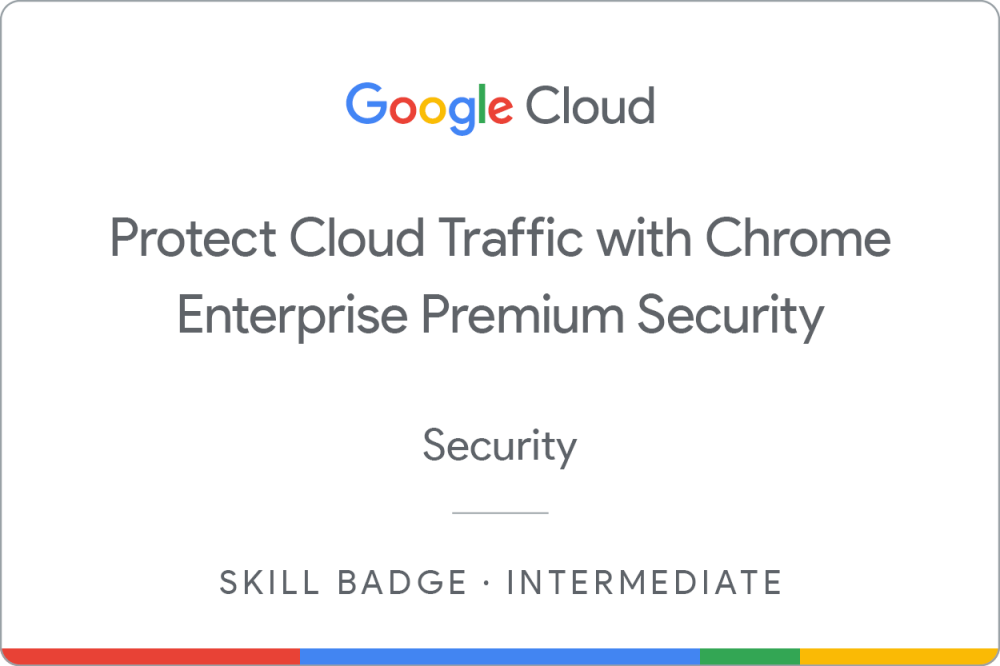 Google Cloud
Protect Cloud Traffic with Chrome
Enterprise Premium Security
Security
SKILL BADGE · INTERMEDIATE